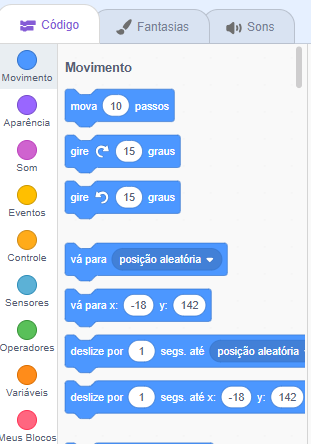 Código Fantasias Sons
Movimento
Aparência
Som
Eventos
Controle
Sensores
Operadores
Variáveis
Meus Blocos
Movimento
mova 10 passos
gire 15 graus
gire 15 graus
vá para posição aleatória
vá para x: -18 y: 142
deslize por 1 segs. até posição aleatória
deslize por 1 segs. até x: -18 y: 142